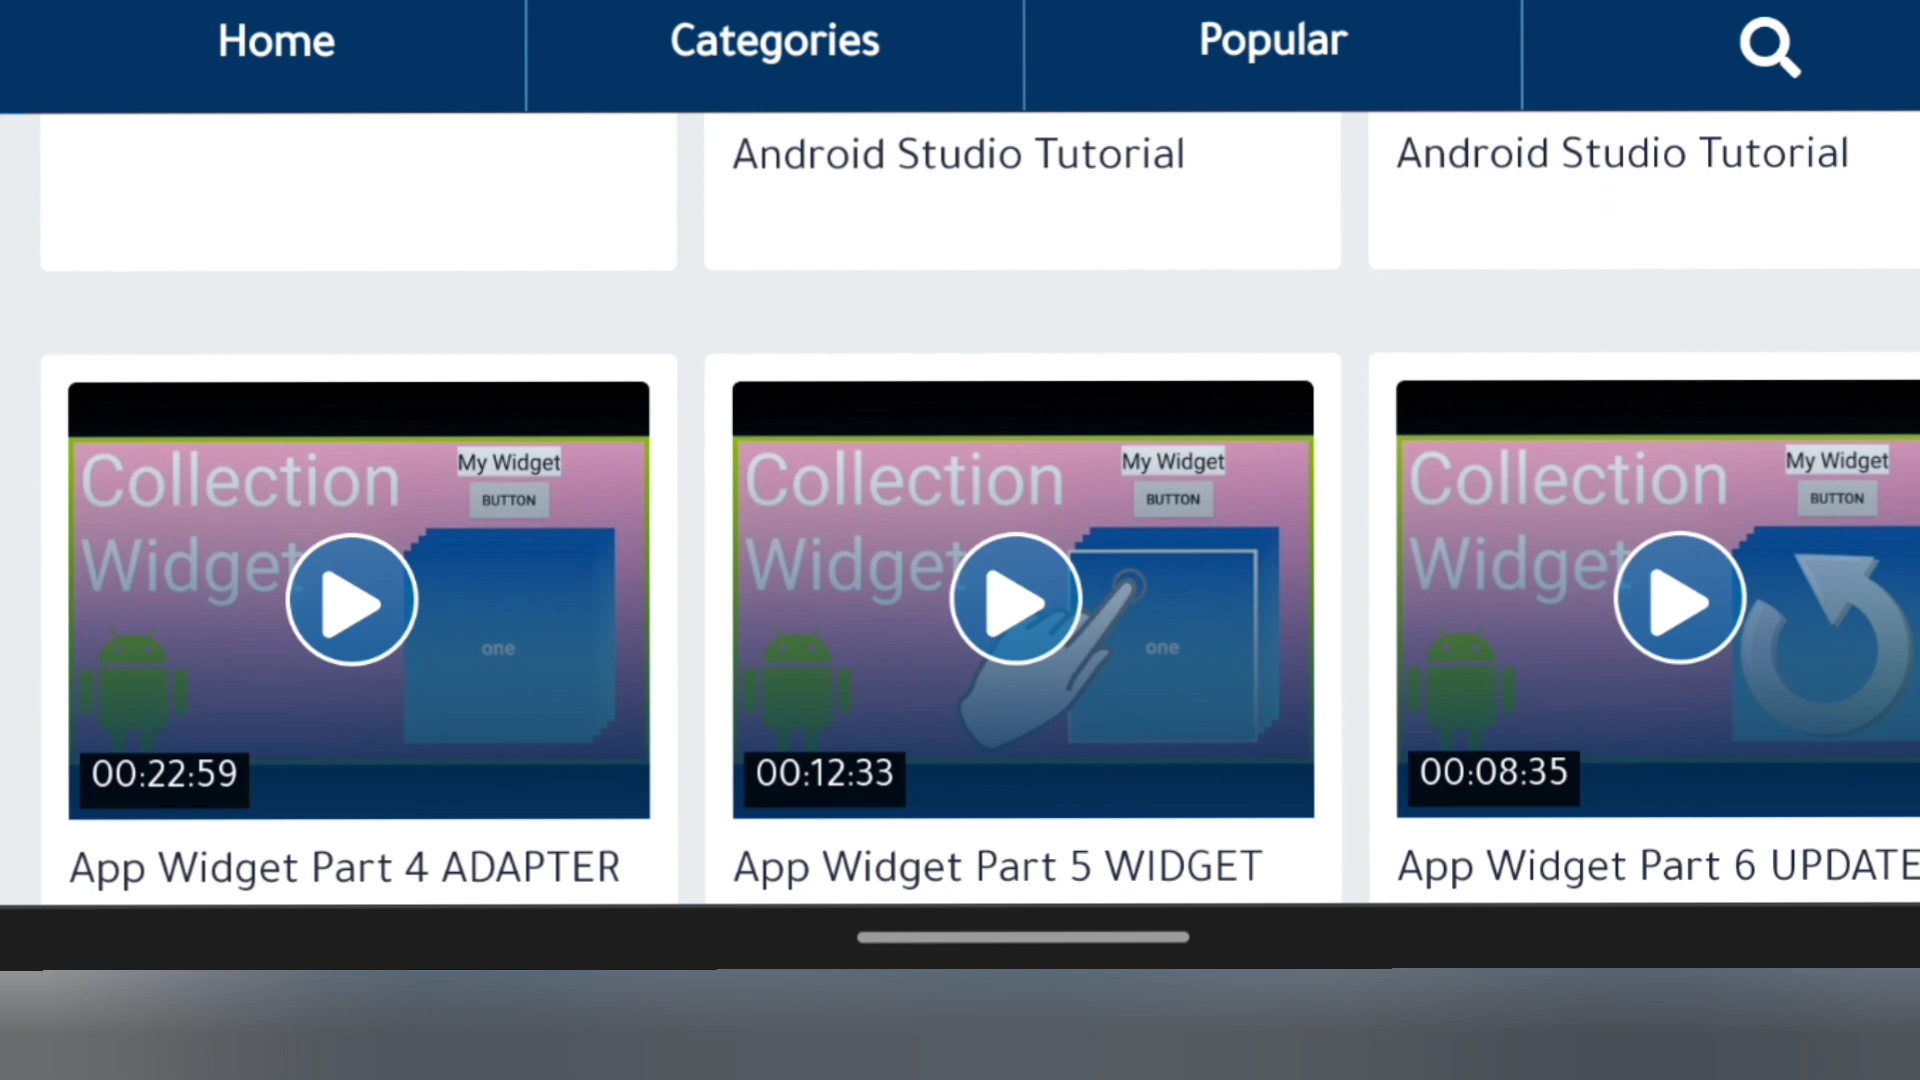 Home Categories Popular
Android Studio Tutorial
Android Studio Tutorial
Collection
Widget
My Widget
BUTTON
one
00:22:59
App Widget Part 4 ADAPTER
Collection
Widget
My Widget
BUTTON
one
00:12:33
App Widget Part 5 WIDGET
Collection
Widget
My Widget
BUTTON
00:08:35
App Widget Part 6 UPDATE